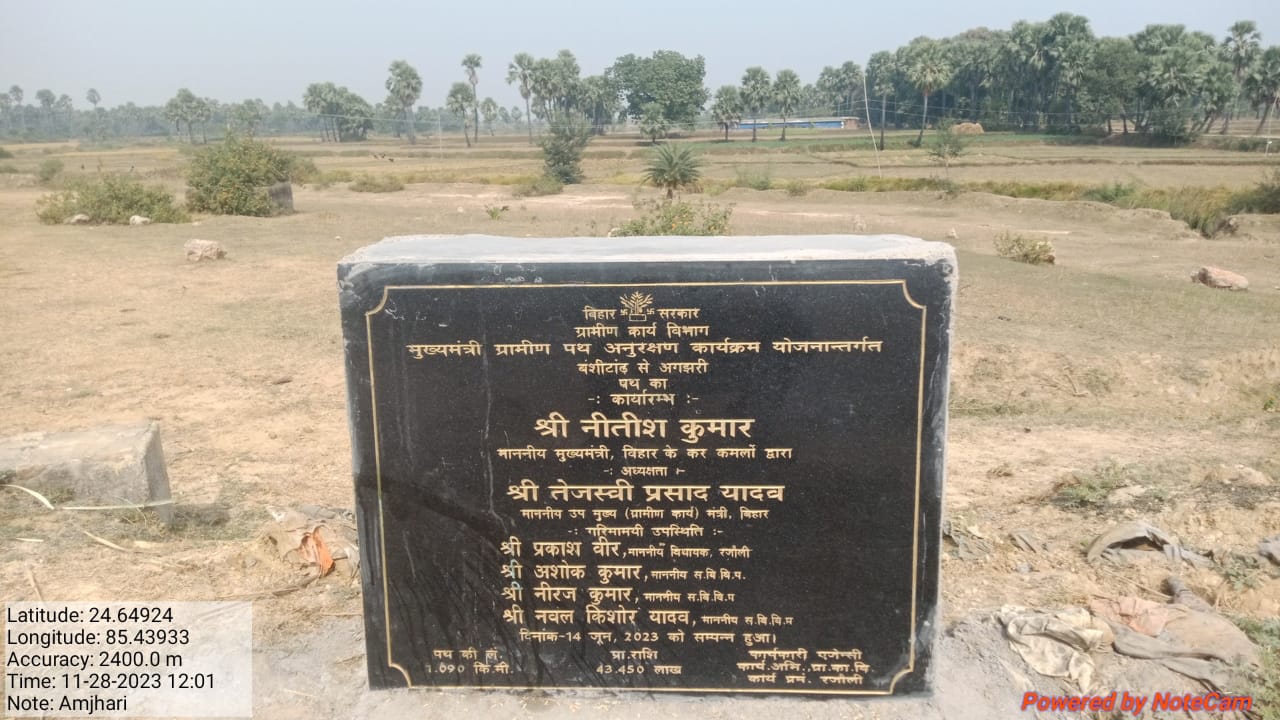 बिहार सरकार
ग्रामीण कार्य विभाग
मुख्यमंत्री ग्रामीण पथ अनुरक्षण कार्यक्रम योजनान्तर्गत
बंशीटांढ़ से अगझरी
पथ का
-: कार्यारम्भ :-
श्री नीतीश कुमार
माननीय मुख्यमंत्री, बिहार के कर कमलों द्वारा
-: अध्यक्षता :-
श्री तेजस्वी प्रसाद यादव
माननीय उप मुख्य (ग्रामीण कार्य) मंत्री, बिहार
-: गरिमामयी उपस्थिति :-
श्री प्रकाश वीर, माननीय विधायक, रजौली
श्री अशोक कुमार, माननीय स.बि.वि.प.
श्री नीरज कुमार, माननीय स.बि.वि.प
श्री नवल किशोर यादव, माननीय स.बि.वि.प
दिनांक-14 जून, 2023 को सम्पन्न हुआ।
पथ की लं. प्रा.राशि कार्यकारी एजेन्सी
1.090 कि.मी. 43.450 लाख कार्य.अभि.,ग्रा.का.वि.
कार्य प्रमं. रजौली
Latitude: 24.64924
Longitude: 85.43933
Accuracy: 2400.0 m
Time: 11-28-2023 12:01
Note: Amjhari
Powered by NoteCam